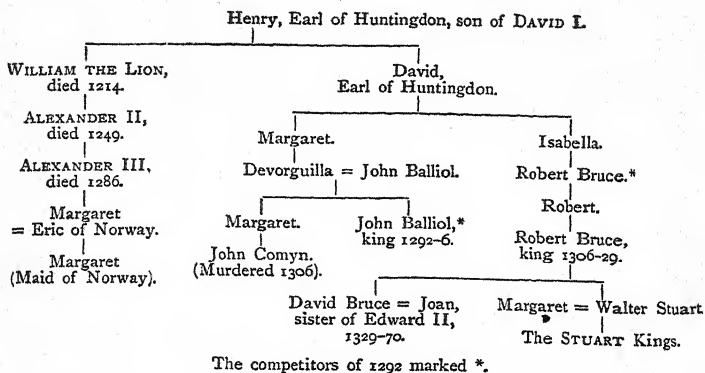 Henry, Earl of Huntingdon, son of DAVID I.
WILLIAM THE LION,
died 1214.
ALEXANDER II,
died 1249.
ALEXANDER III,
died 1286.
Margaret
= Eric of Norway.
Margaret
(Maid of Norway).
David,
Earl of Huntingdon.
Margaret.
Devorguilla = John Balliol.
Margaret.
John Comyn.
(Murdered 1306).
John Balliol,*
king 1292-6.
Isabella.
Robert Bruce.*
Robert.
Robert Bruce,
king 1306-29.
David Bruce = Joan,
sister of Edward II,
1329-70.
Margaret = Walter Stuart.
The STUART Kings.
The competitors of 1292 marked *.